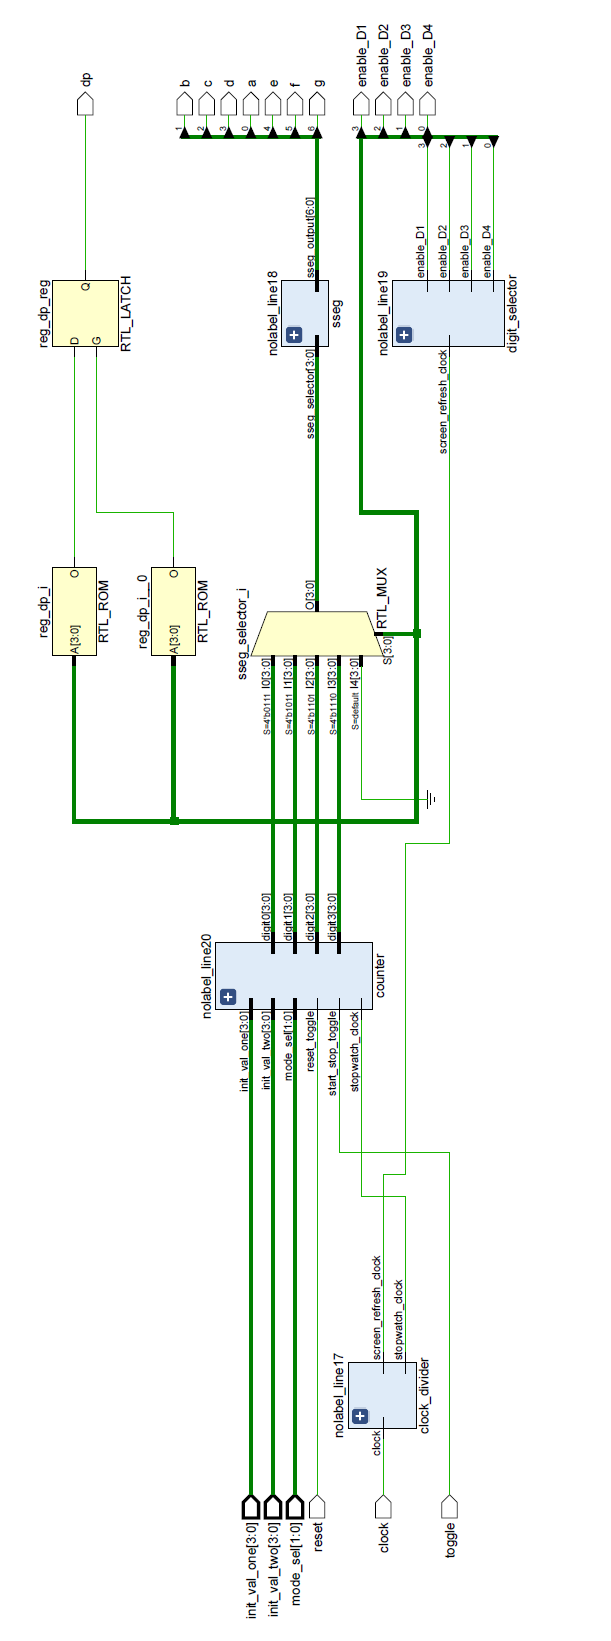 init_val_one[3:0]
init_val_two[3:0]
mode_sel[1:0]
reset
clock
toggle
nolabel_line17
clock
screen_refresh_clock
stopwatch_clock
clock_divider
nolabel_line20
init_val_one[3:0]
init_val_two[3:0]
mode_sel[1:0]
reset_toggle
start_stop_toggle
stopwatch_clock
digit0[3:0]
digit1[3:0]
digit2[3:0]
digit3[3:0]
counter
reg_dp_i
A[3:0]
O
RTL_ROM
reg_dp_i__0
A[3:0]
O
RTL_ROM
sseg_selector_i
S=4'b0111 I0[3:0]
S=4'b1011 I1[3:0]
S=4'b1101 I2[3:0]
S=4'b1110 I3[3:0]
S=default I4[3:0]
O[3:0]
S[3:0]
RTL_MUX
reg_dp_reg
D
G
Q
RTL_LATCH
nolabel_line18
sseg_selector[3:0]
sseg_output[6:0]
sseg
nolabel_line19
screen_refresh_clock
enable_D1
enable_D2
enable_D3
enable_D4
digit_selector
3
2
1
0
dp
1 b
2 c
3 d
0 a
4 e
5 f
6 g
3 enable_D1
2 enable_D2
1 enable_D3
0 enable_D4